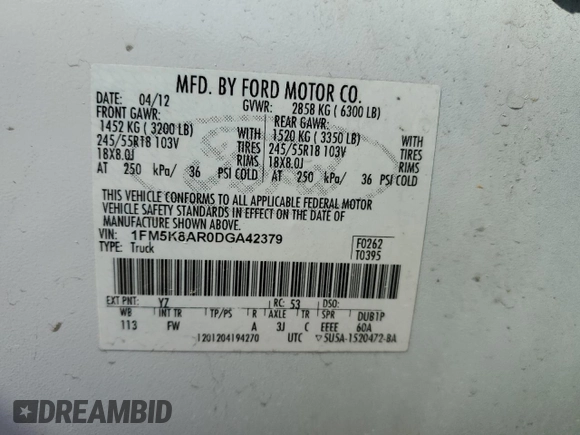 MFD. BY FORD MOTOR CO.
DATE: 04/12 GVWR: 2858 KG ( 6300 LB)
FRONT GAWR: REAR GAWR:
1452 KG ( 3200 LB) WITH 1520 KG ( 3350 LB) WITH
245/55R18 103V TIRES 245/55R18 103V TIRES
18X8.0J RIMS 18X8.0J RIMS
AT 250 kPa/ 36 PSI COLD AT 250 kPa/ 36 PSI COLD
THIS VEHICLE CONFORMS TO ALL APPLICABLE FEDERAL MOTOR
VEHICLE SAFETY STANDARDS IN EFFECT ON THE DATE OF
MANUFACTURE SHOWN ABOVE.
VIN: 1FM5K8AR0DGA42379 F0262
TYPE: Truck T0395
EXT PNT: YZ RC: 53 DSO:
WB INT TR TP/PS R AXLE TR SPR DUB1P
113 FW A 3J C EEEE 60A
1201204194270 UTC ▽5U5A-1520472-BA
DREAMBID